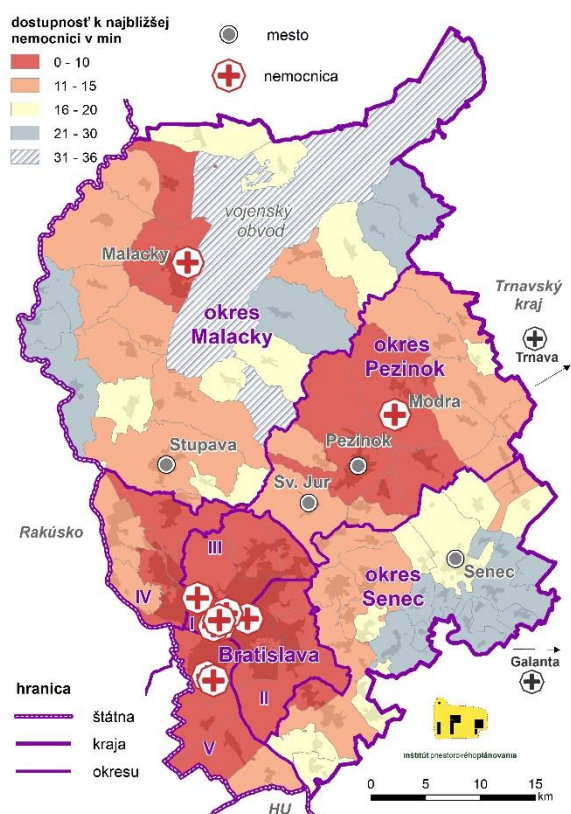 dostupnosť k najbližšej
nemocnici v min
0 - 10
11 - 15
16 - 20
21 - 30
31 - 36
mesto
nemocnica
vojenský
obvod
Malacky
okres
Malacky
Trnavský
kraj
Trnava
okres
Pezinok
Modra
Pezinok
Stupava
Sv. Jur
Rakúsko
III
IV
I
okres
Senec
Senec
Bratislava
II
V
Galanta
hranica
štátna
kraja
okresu
inštitút priestorovéhoplánovania
0 5 10 15
km
HU